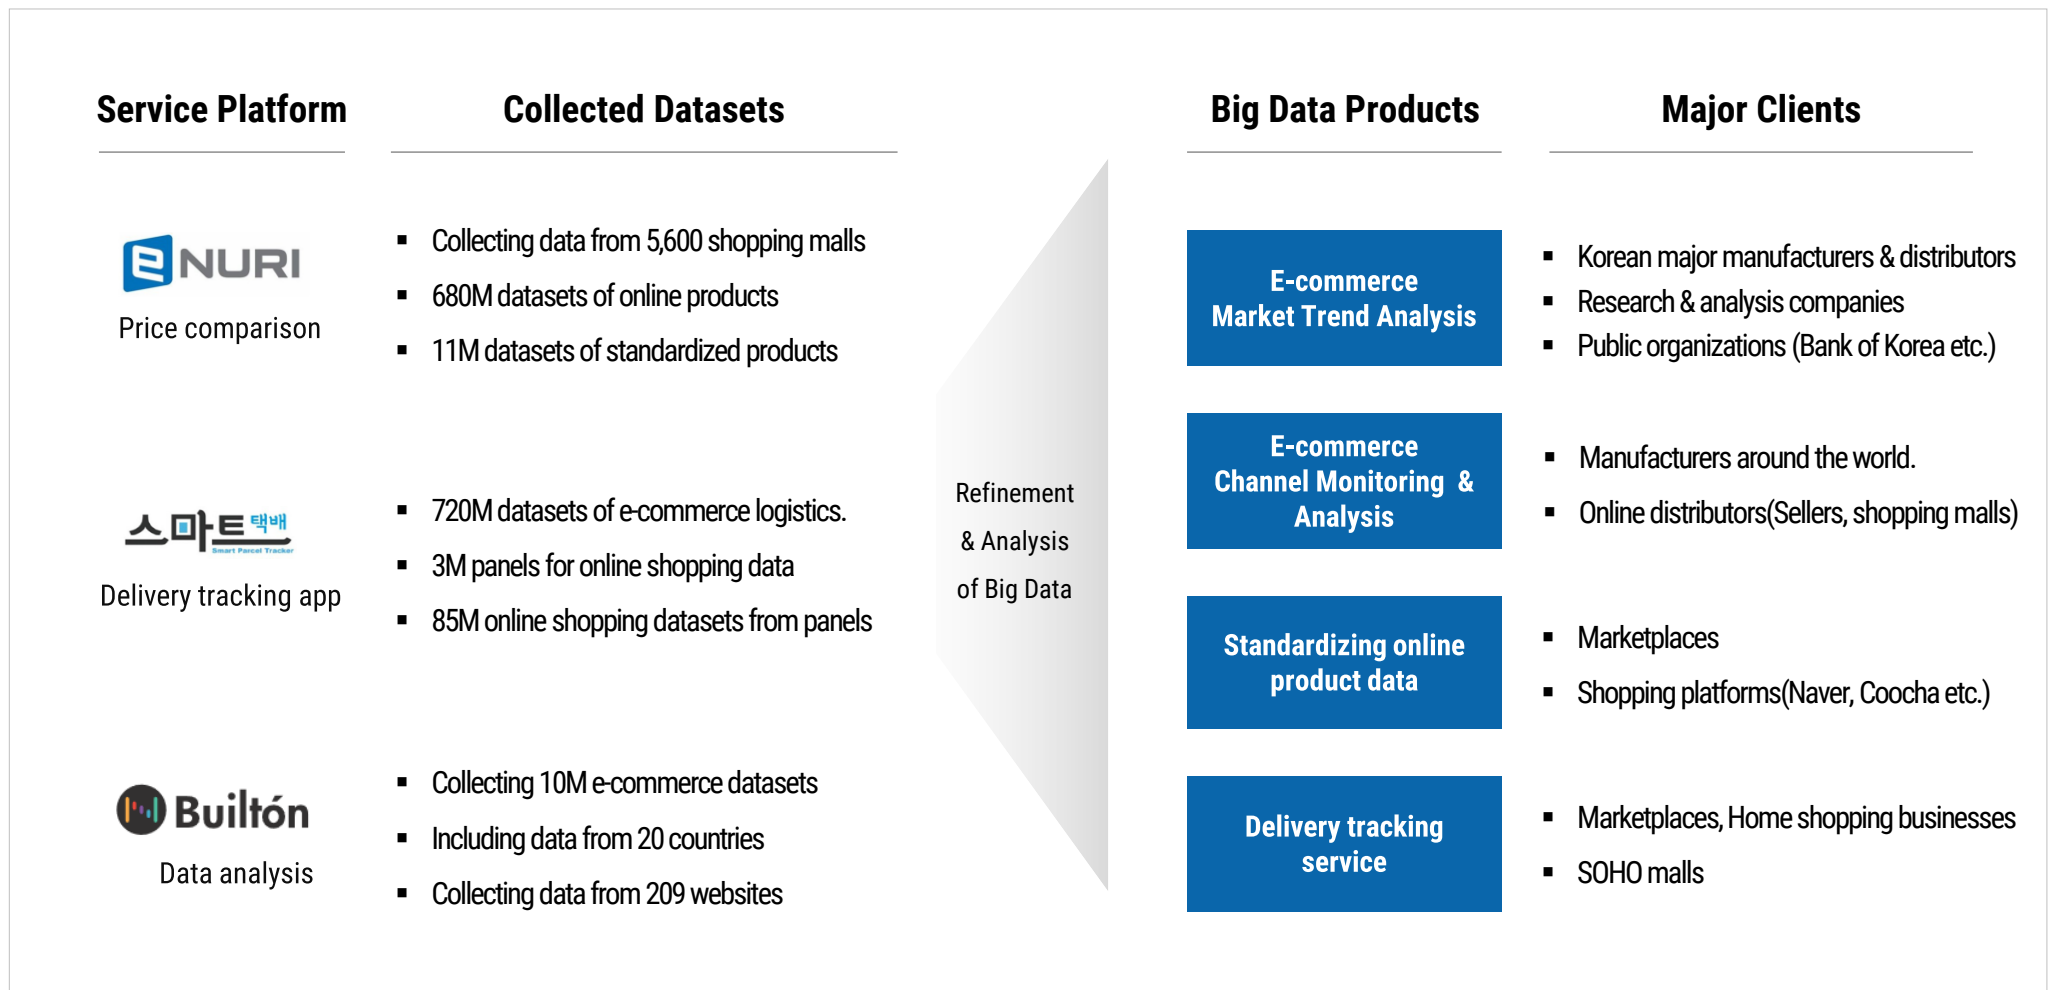 Service Platform
Collected Datasets
Big Data Products
Major Clients
e NURI
Price comparison
▪ Collecting data from 5,600 shopping malls
▪ 680M datasets of online products
▪ 11M datasets of standardized products
스마트 택배
Smart Parcel Tracker
Delivery tracking app
▪ 720M datasets of e-commerce logistics.
▪ 3M panels for online shopping data
▪ 85M online shopping datasets from panels
Builtón
Data analysis
▪ Collecting 10M e-commerce datasets
▪ Including data from 20 countries
▪ Collecting data from 209 websites
Refinement
& Analysis
of Big Data
E-commerce
Market Trend Analysis
▪ Korean major manufacturers & distributors
▪ Research & analysis companies
▪ Public organizations (Bank of Korea etc.)
E-commerce
Channel Monitoring &
Analysis
▪ Manufacturers around the world.
▪ Online distributors(Sellers, shopping malls)
Standardizing online
product data
▪ Marketplaces
▪ Shopping platforms(Naver, Coocha etc.)
Delivery tracking
service
▪ Marketplaces, Home shopping businesses
▪ SOHO malls